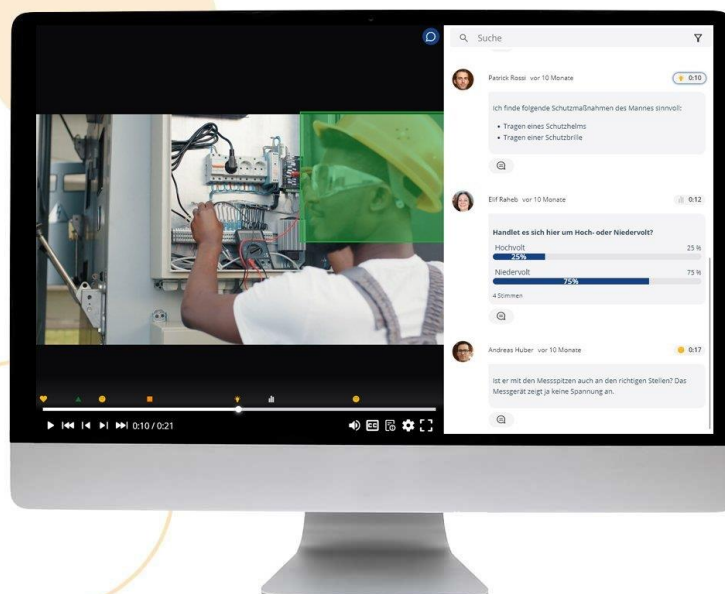 Suche
Patrick Rossi vor 10 Monate
0:10
Ich finde folgende Schutzmaßnahmen des Mannes sinnvoll:
• Tragen eines Schutzhelms
• Tragen einer Schutzbrille
Elif Raheb vor 10 Monate
0:12
Handlet es sich hier um Hoch- oder Niedervolt?
Hochvolt 25 %
25%
Niedervolt 75 %
75%
4 Stimmen
Andreas Huber vor 10 Monate
0:17
Ist er mit den Messspitzen auch an den richtigen Stellen? Das
Messgerät zeigt ja keine Spannung an.
0:10 / 0:21
CC